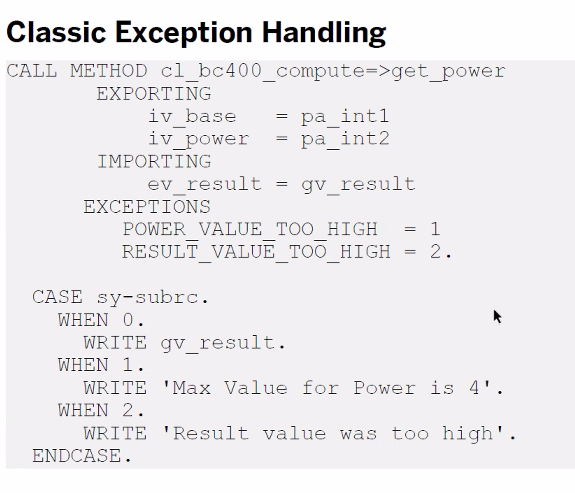 Classic Exception Handling
CALL METHOD cl_bc400_compute=>get_power
EXPORTING
iv_base = pa_int1
iv_power = pa_int2
IMPORTING
ev_result = gv_result
EXCEPTIONS
POWER_VALUE_TOO_HIGH = 1
RESULT_VALUE_TOO_HIGH = 2.
CASE sy-subrc.
WHEN 0.
WRITE gv_result.
WHEN 1.
WRITE 'Max Value for Power is 4'.
WHEN 2.
WRITE 'Result value was too high'.
ENDCASE.